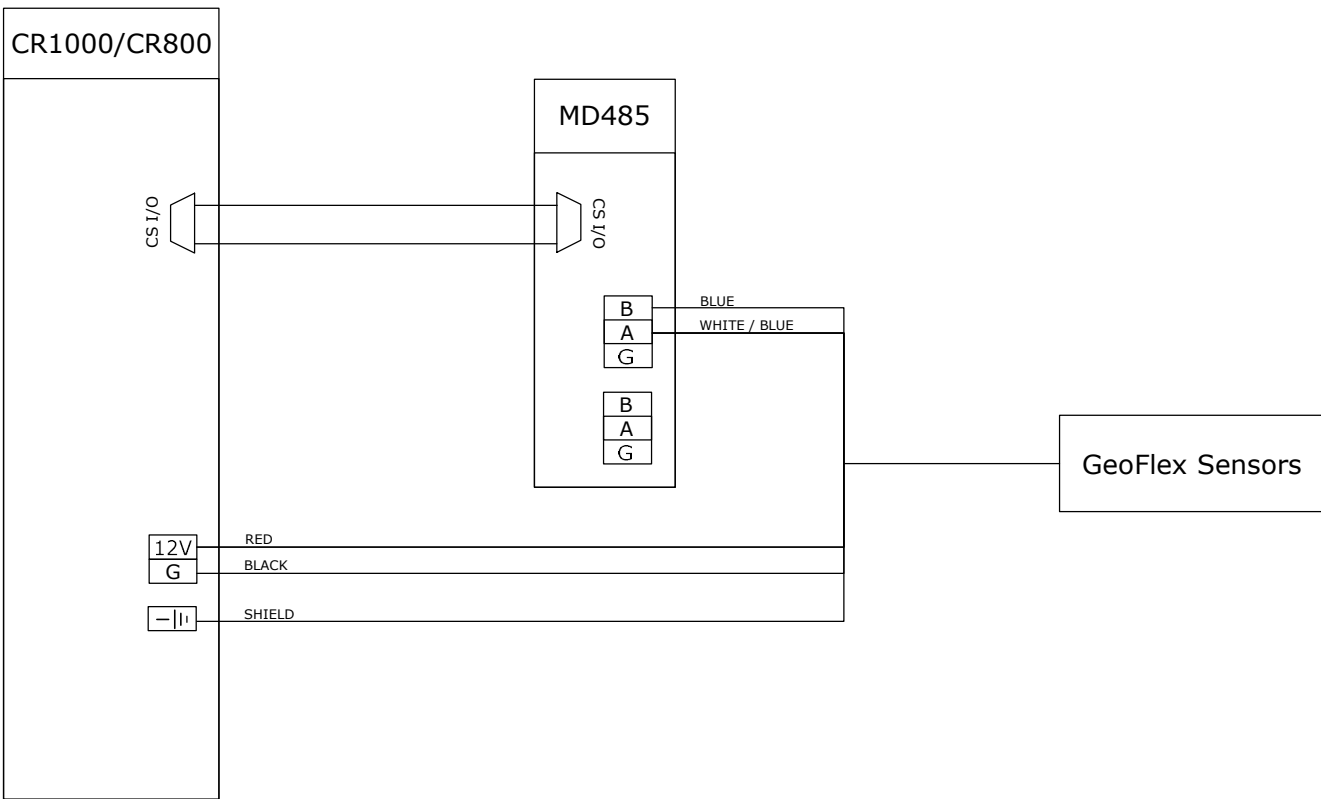 CR1000/CR800
MD485
CS I/O
CS I/O
B
BLUE
A
WHITE / BLUE
G
B
A
G
GeoFlex Sensors
12V
RED
G
BLACK
SHIELD